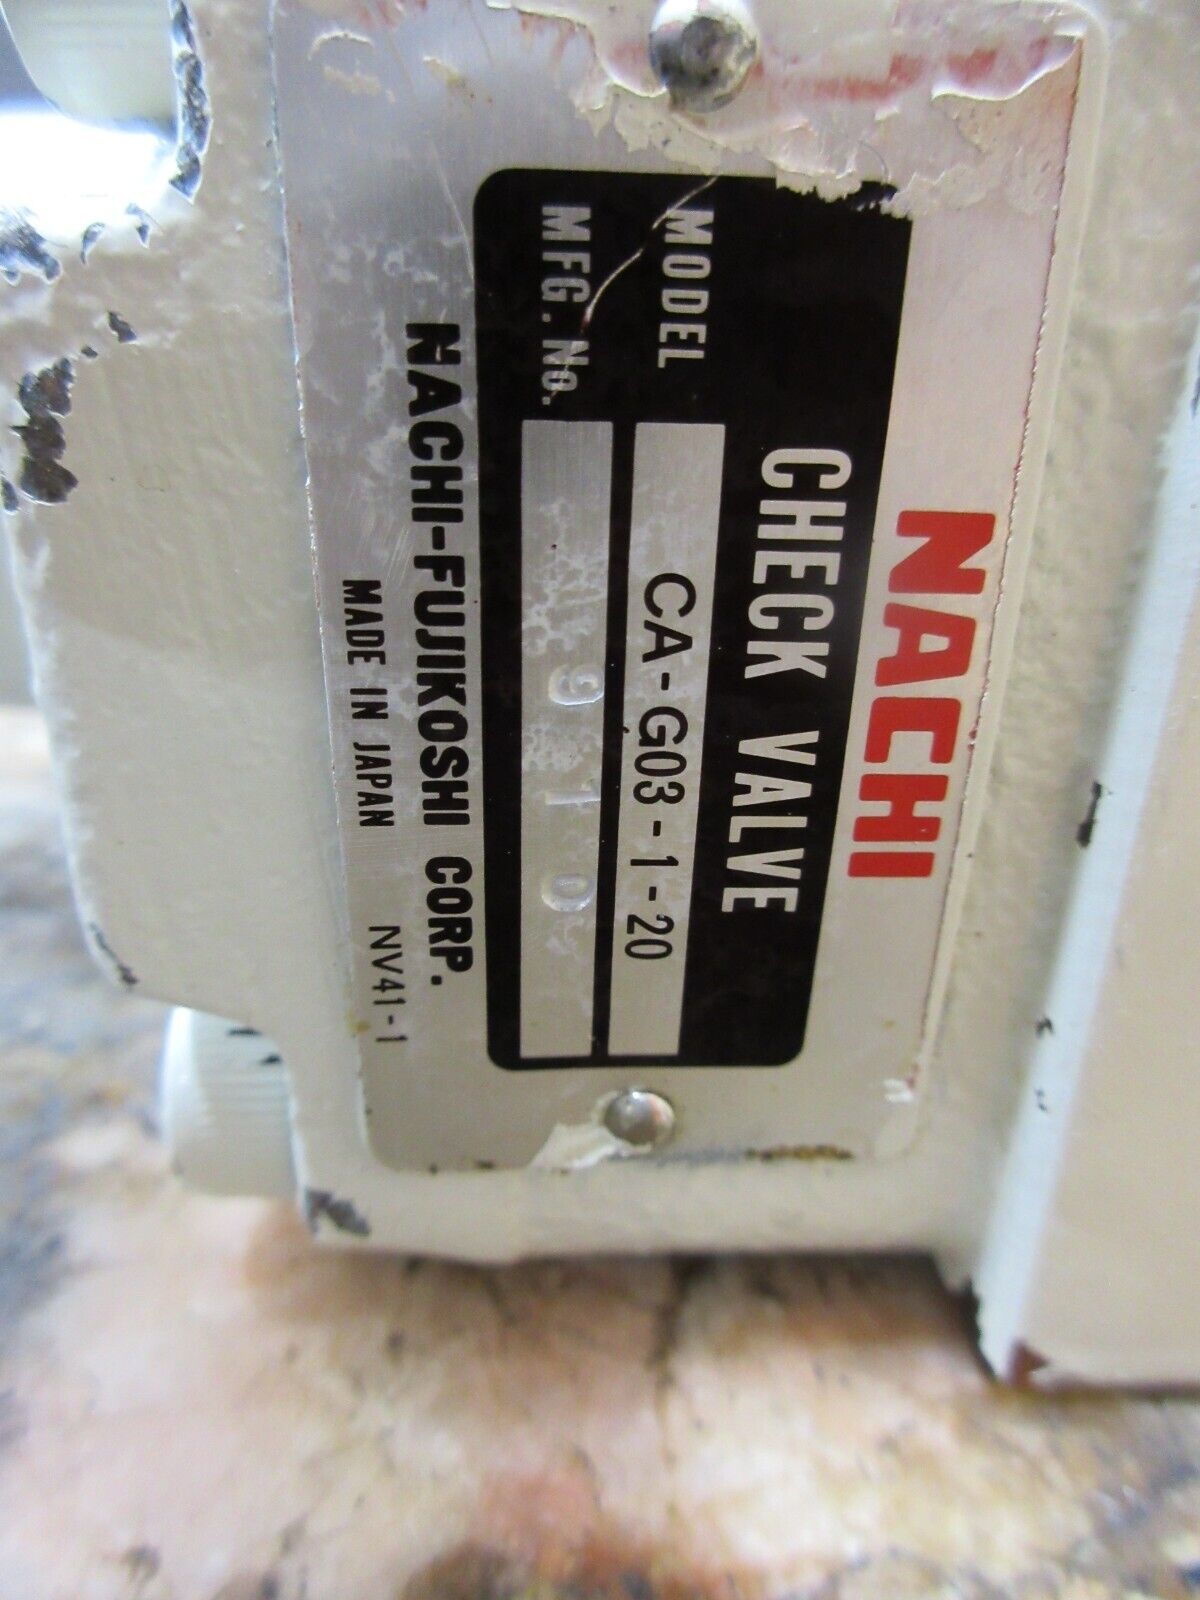 NACHI
CHECK VALVE
MODEL CA-G03-1-20
MFG. No. 9 1 0
NACHI-FUJIKOSHI CORP.
MADE IN JAPAN NV41-1